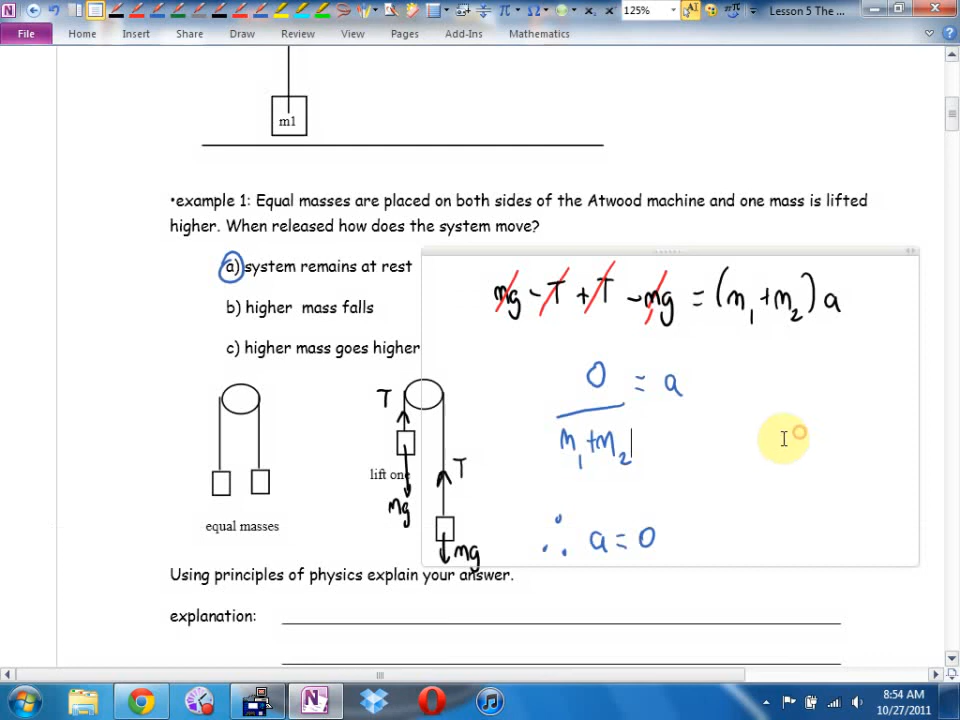 125%
Lesson 5 The ...
File Home Insert Share Draw Review View Pages Add-Ins Mathematics
m1
•example 1: Equal masses are placed on both sides of the Atwood machine and one mass is lifted
higher. When released how does the system move?
a) system remains at rest
mg - T + T - mg = (m1 + m2) a
b) higher mass falls
c) higher mass goes higher
0 = a
m1 + m2
T
T
lift one
mg
equal masses
mg
∴ a = 0
Using principles of physics explain your answer.
explanation:
8:54 AM
10/27/2011